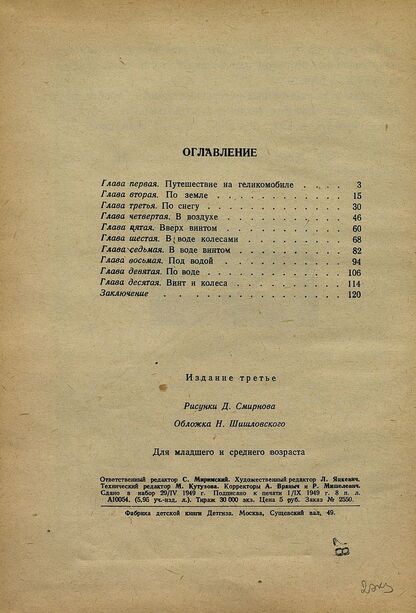 ОГЛАВЛЕНИЕ
Глава первая. Путешествие на геликомобиле . . . . 3
Глава вторая. По земле . . . . . . . . . . . 15
Глава третья. По снегу . . . . . . . . . . . . 30
Глава четвертая. В воздухе . . . . . . . . . . 46
Глава пятая. Вверх винтом . . . . . . . . . . 60
Глава шестая. В воде колесами . . . . . . . . 68
Глава седьмая. В воде винтом . . . . . . . . . 82
Глава восьмая. Под водой . . . . . . . . . . . 94
Глава девятая. По воде . . . . . . . . . . . 106
Глава десятая. Винт и колеса . . . . . . . . . 114
Заключение . . . . . . . . . . . . . . . 120
Издание третье
Рисунки Д. Смирнова
Обложка Н. Шишловского
Для младшего и среднего возраста
Ответственный редактор С. Миримский. Художественный редактор Л. Яцкевич.
Технический редактор М. Кутузова. Корректоры А. и Р. Мишелевич.
Сдано в набор 29/IV 1949 г. Подписано к печати 1/IX 1949 г. 8 п. л.
А10054. (5,95 уч.-изд. л.). Тираж 30 000 экз. Цена 5 руб. Заказ № 2550.
Фабрика детской книги Детгиза. Москва, Сущевский вал, 49.